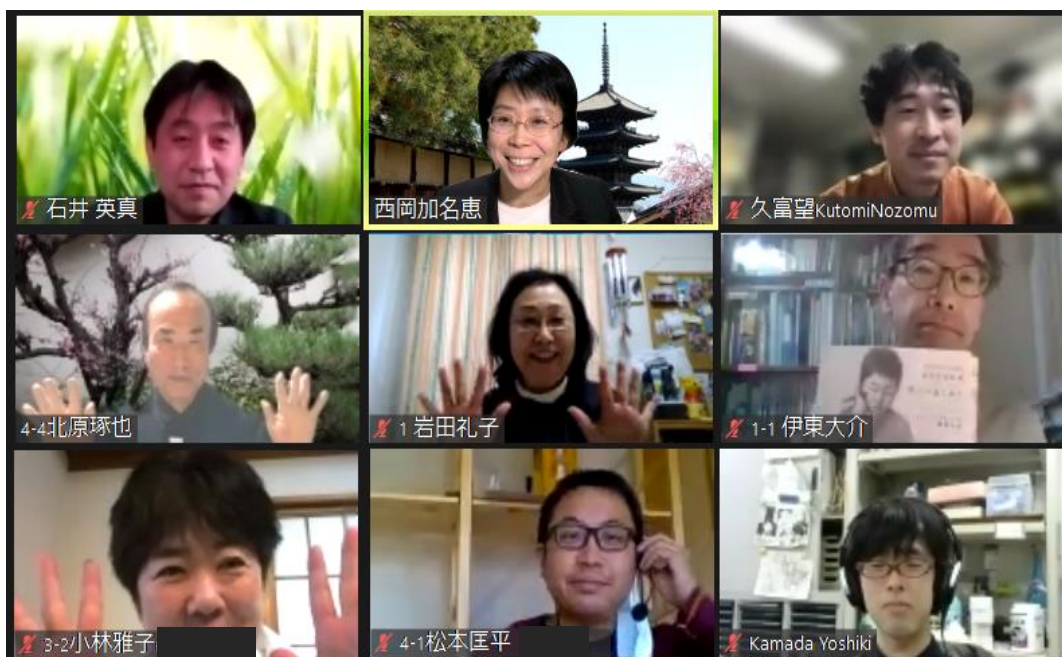 石井 英真
西岡加名恵
久富望KutomiNozomu
4-4北原琢也
1 岩田礼子
1-1 伊東大介
3-2小林雅子
4-1松本匡平
Kamada Yoshiki